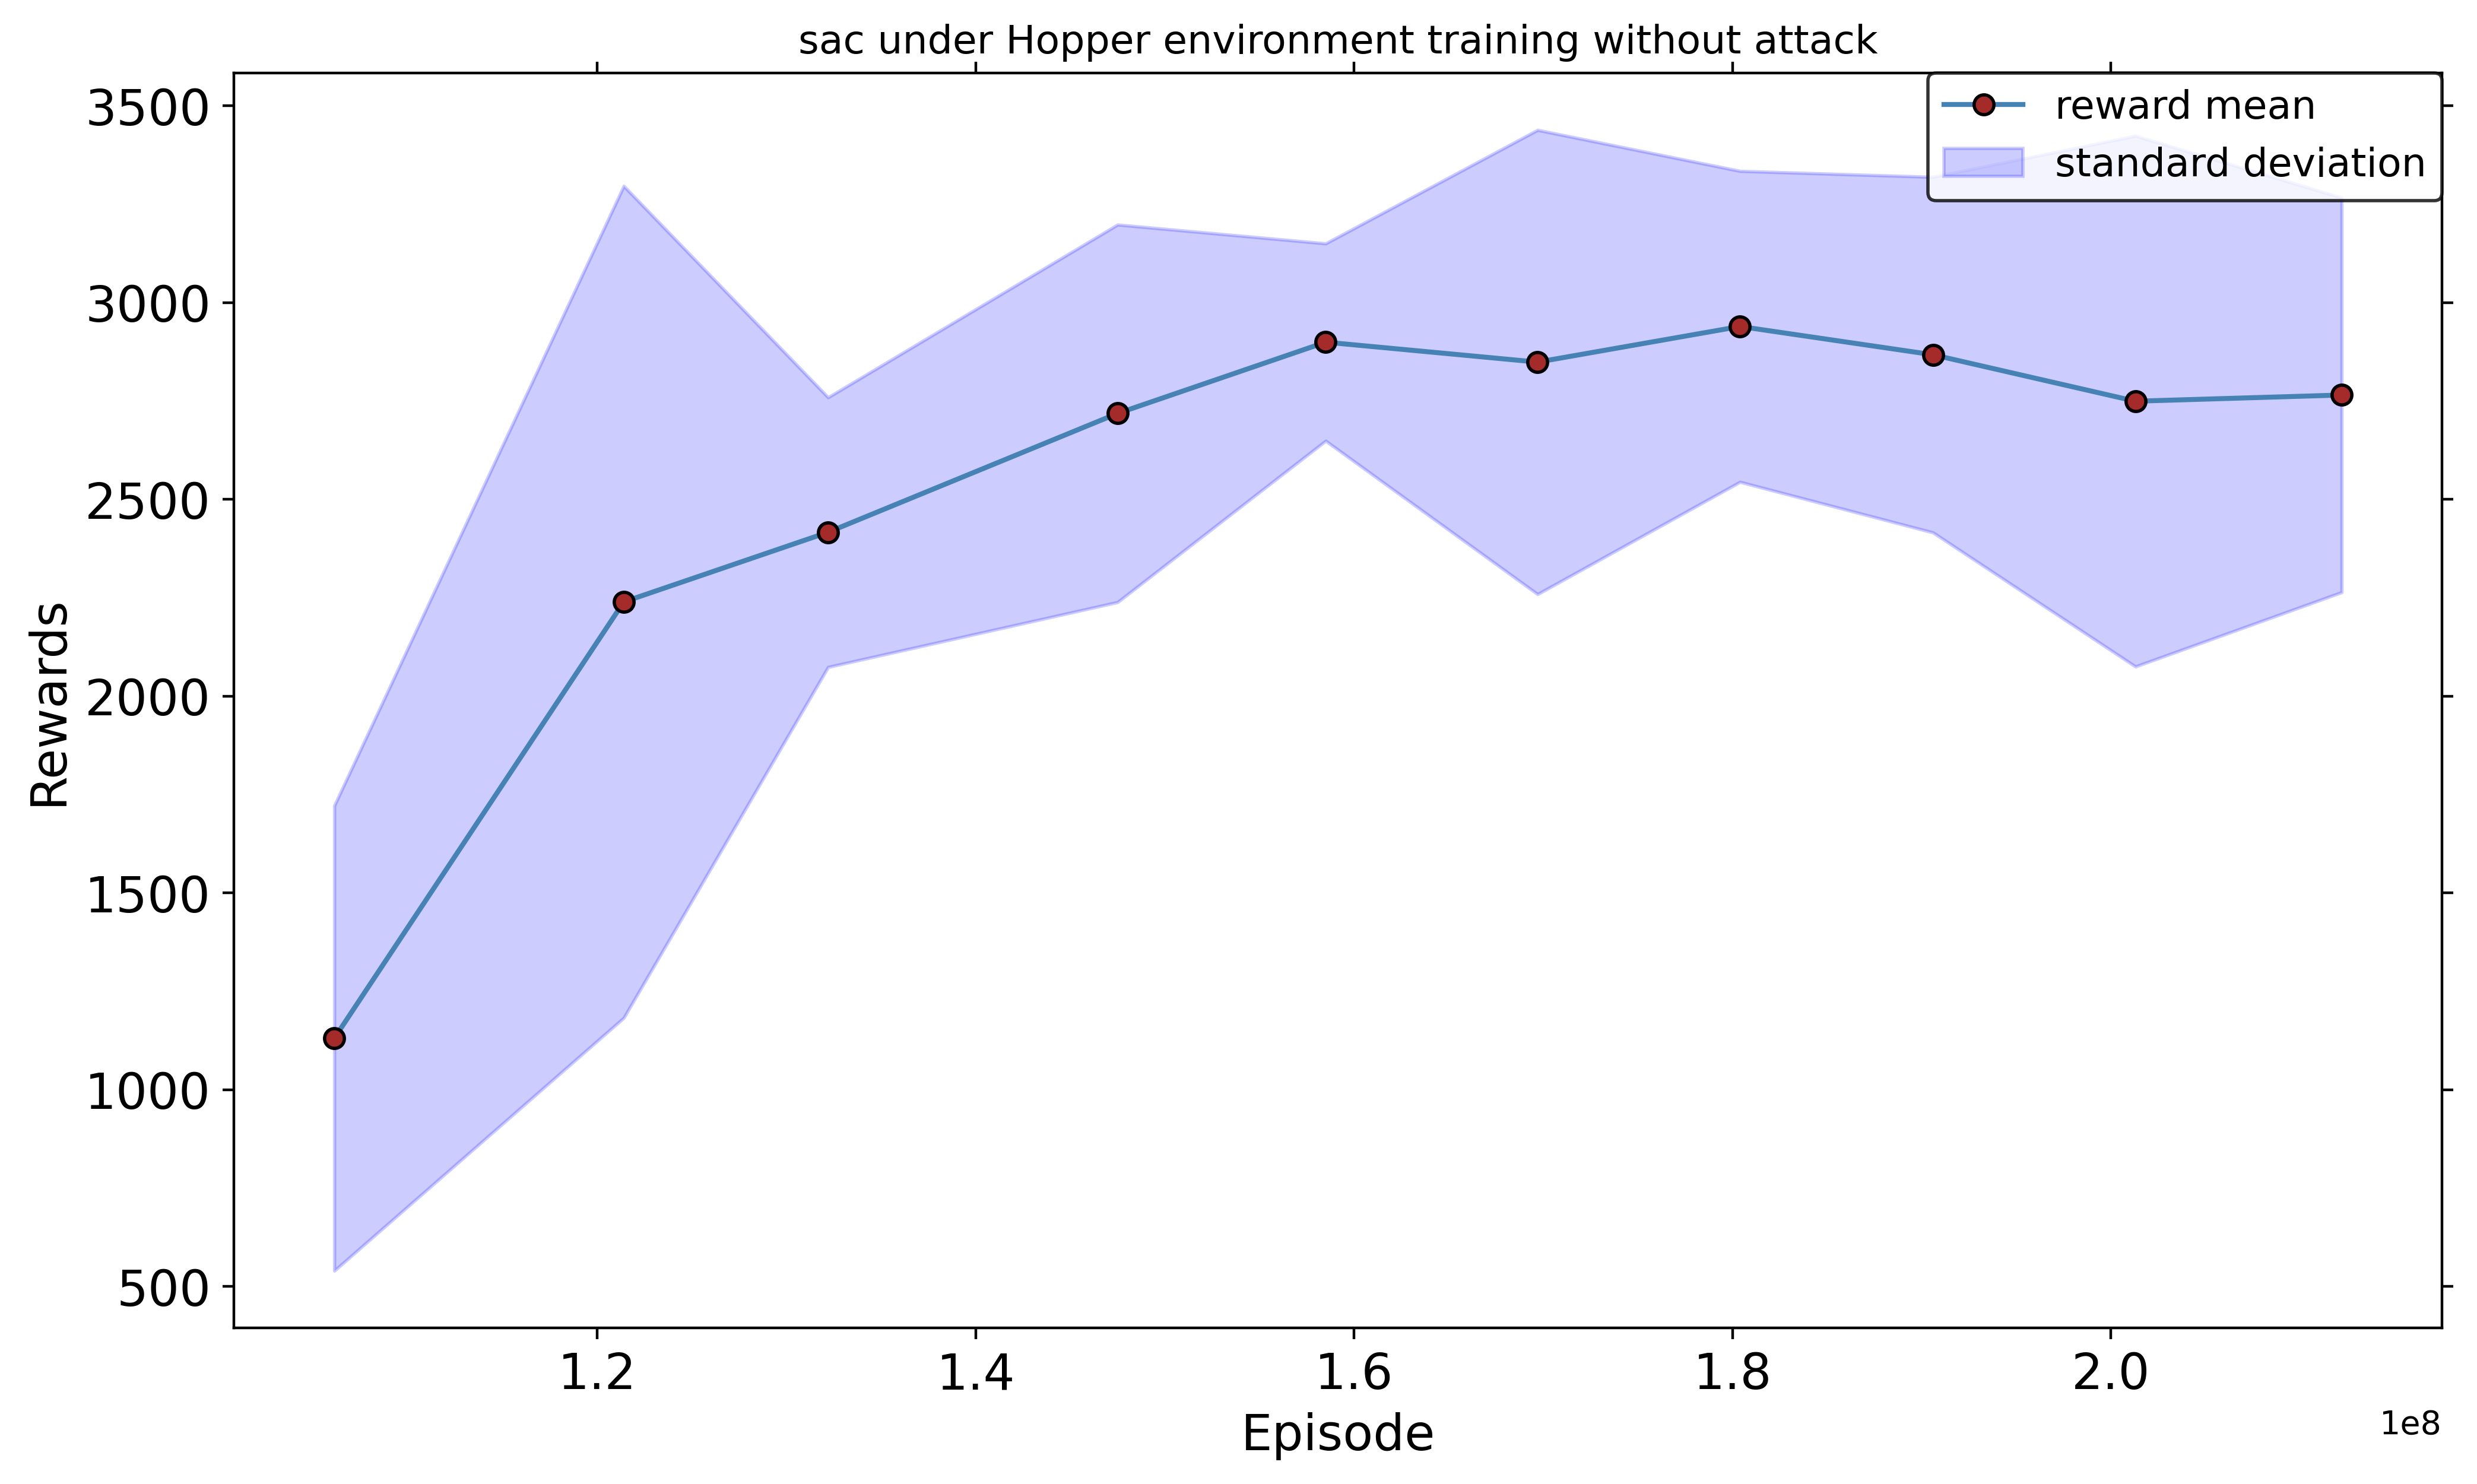 sac under Hopper environment training without attack
reward mean
standard deviation
3500
3000
2500
2000
1500
1000
500
Rewards
1.2
1.4
1.6
1.8
2.0
1e8
Episode